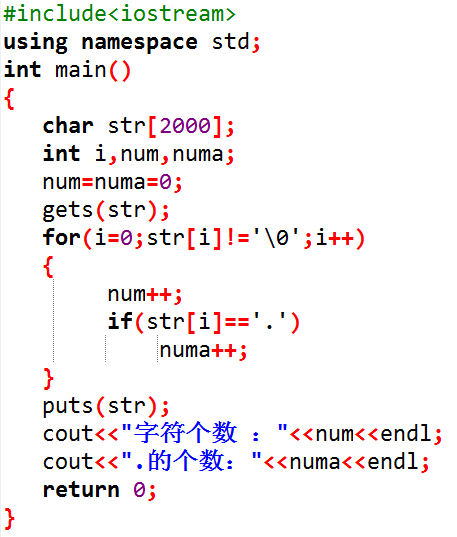 #include<iostream>
using namespace std;
int main()
{
char str[2000];
int i,num,numa;
num=numa=0;
gets(str);
for(i=0;str[i]!='\0';i++)
{
num++;
if(str[i]=='.')
numa++;
}
puts(str);
cout<<"字符个数 : "<<num<<endl;
cout<<".的个数: "<<numa<<endl;
return 0;
}